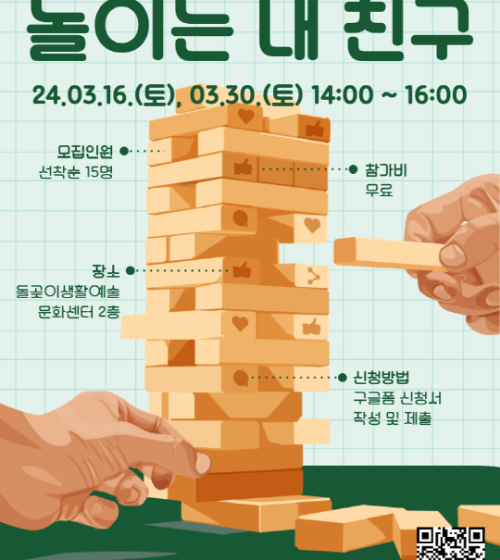 돌이는 내 친구
24.03.16.(토), 03.30.(토) 14:00 ~ 16:00
모집인원
선착순 15명
참가비
무료
장소
돌곶이생활예술
문화센터 2층
신청방법
구글폼 신청서
작성 및 제출